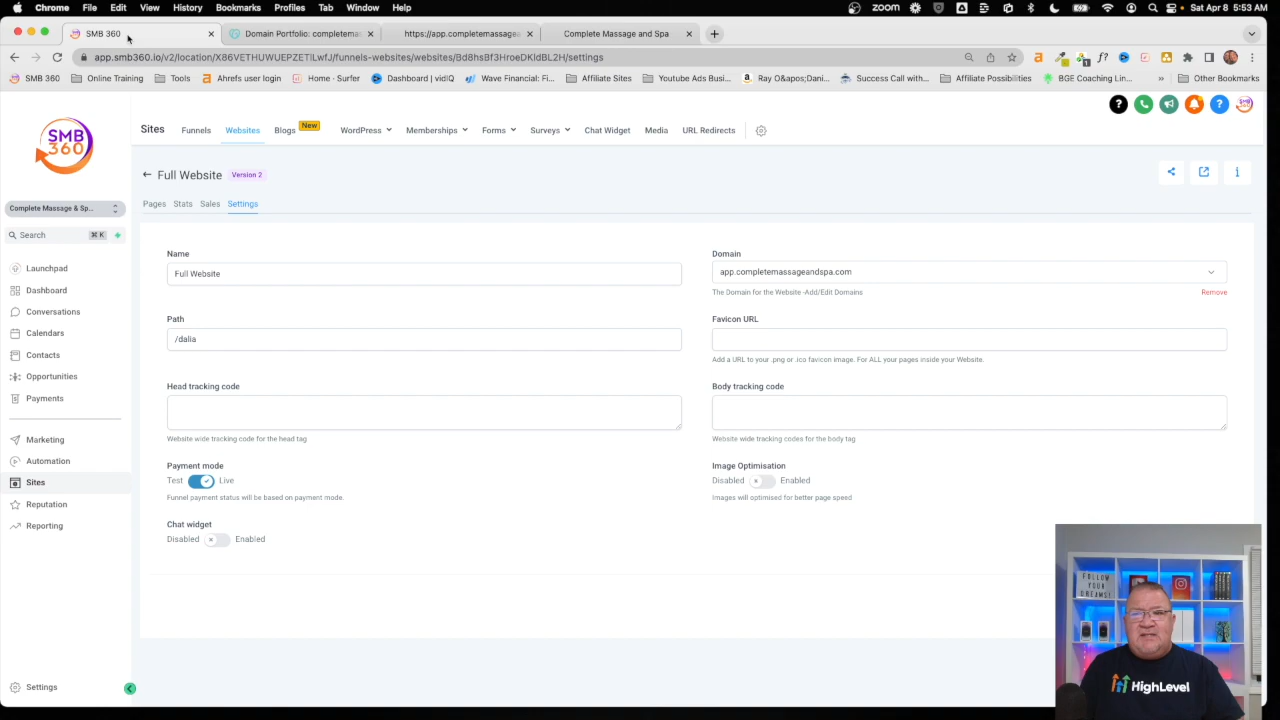 Chrome File Edit View History Bookmarks Profiles Tab Window Help zoom Sat Apr 8 5:53 AM
SMB 360 Domain Portfolio: completemas https://app.completemassagea Complete Massage and Spa
app.smb360.io/v2/location/X86VETHUWUEPZETiLwFJ/funnels-websites/websites/Bd8hsBf3HroeDKIdBL2H/settings
SMB 360 Online Training Tools Ahrefs user login Home · Surfer Dashboard | vidIQ Wave Financial: Fi... Affiliate Sites Youtube Ads Busi... Ray O&apos;Dani... Success Call with... Affiliate Programs BGE Coaching Lin... » Other Bookmarks
SMB
360
Sites Funnels Websites Blogs New WordPress Memberships Forms Surveys Chat Widget Media URL Redirects
Full Website Version 2
Pages Stats Sales Settings
Complete Massage & Sp...
Search ⌘ K
Launchpad
Dashboard
Conversations
Calendars
Contacts
Opportunities
Payments
Marketing
Automation
Sites
Reputation
Reporting
Settings
Name
Full Website
Domain
app.completemassageandspa.com
The Domain for the Website -Add/Edit Domains Remove
Path
/dalia
Favicon URL
Add a URL to your .png or .ico favicon image. For ALL your pages inside your Website.
Head tracking code
Website wide tracking code for the head tag
Body tracking code
Website wide tracking codes for the body tag
Payment mode
Test Live
Funnel payment status will be based on payment mode.
Image Optimisation
Disabled Enabled
Images will optimised for better page speed
Chat widget
Disabled Enabled
FOLLOW
YOUR
DREAMS!
HighLevel